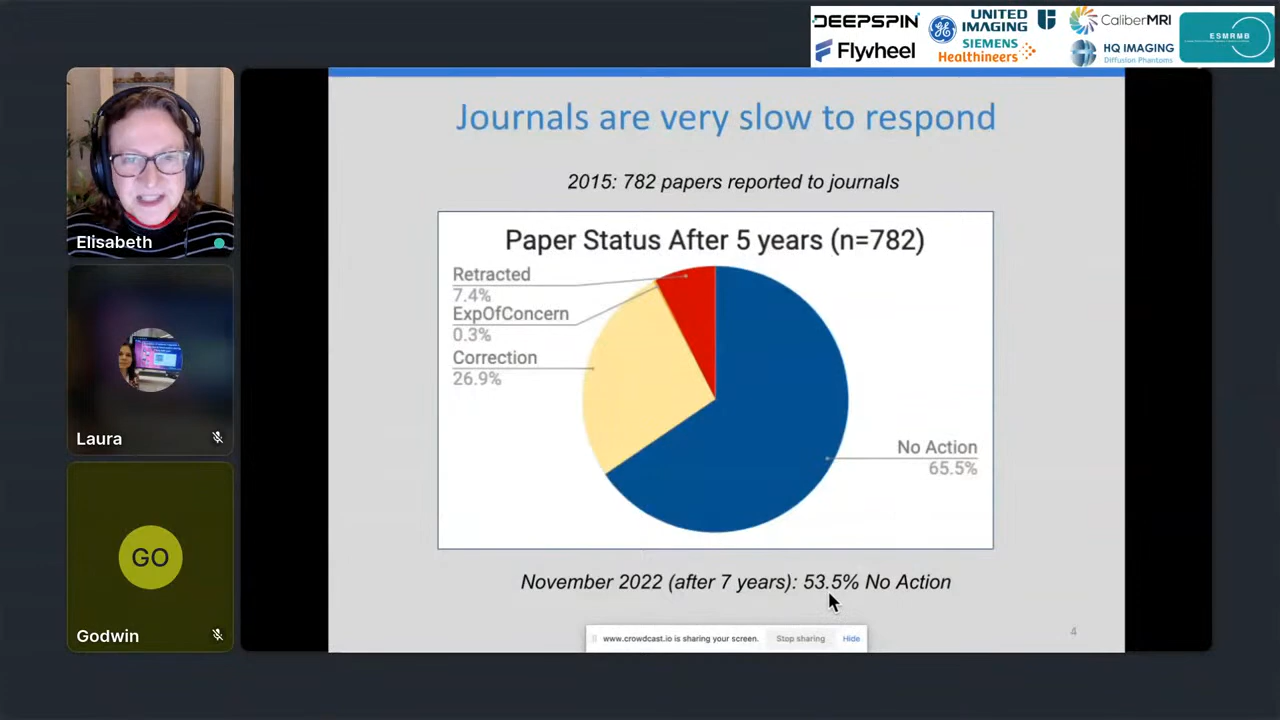 DEEPSPIN
Flywheel
UNITED
IMAGING
SIEMENS
Healthineers
CaliberMRI
HQ IMAGING
Diffusion Phantoms
ESMRMB
Elisabeth
Laura
GO
Godwin
Journals are very slow to respond
2015: 782 papers reported to journals
Paper Status After 5 years (n=782)
Retracted
7.4%
ExpOfConcern
0.3%
Correction
26.9%
No Action
65.5%
November 2022 (after 7 years): 53.5% No Action
www.crowdcast.io is sharing your screen. Stop sharing Hide
4